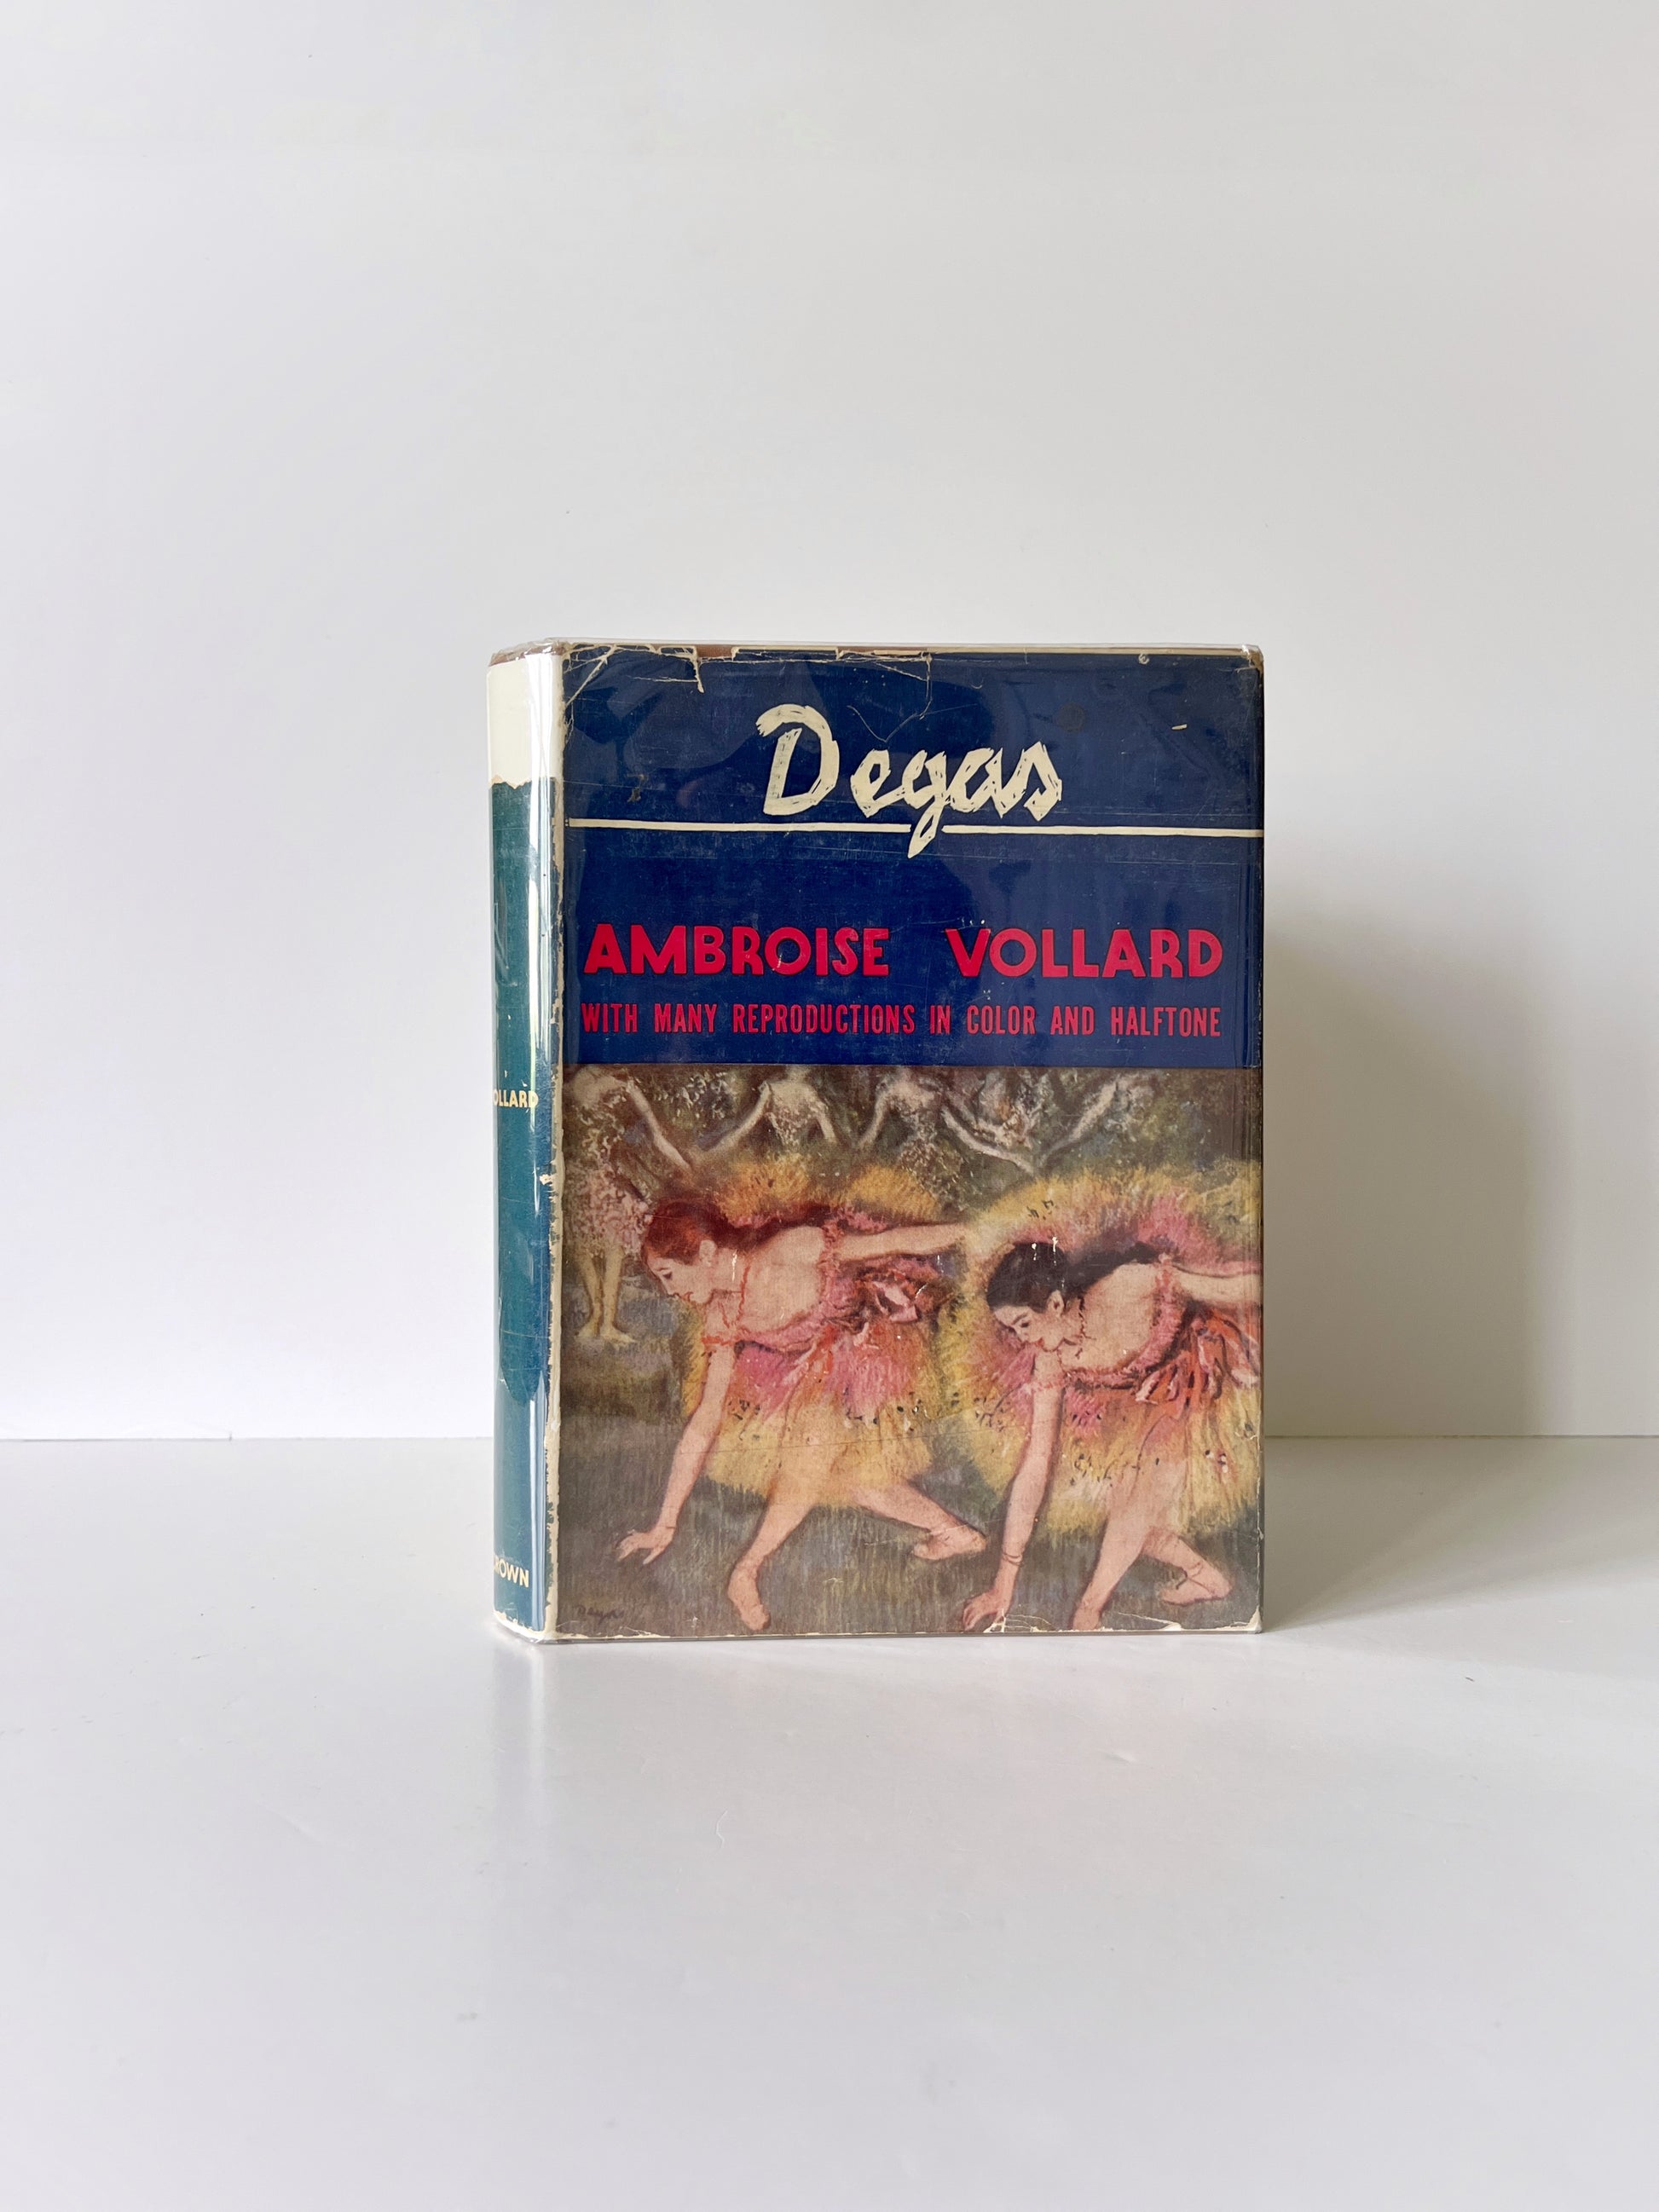 Degas
AMBROISE VOLLARD
WITH MANY REPRODUCTIONS IN COLOR AND HALFTONE
OLLARD
ROWN
Degas